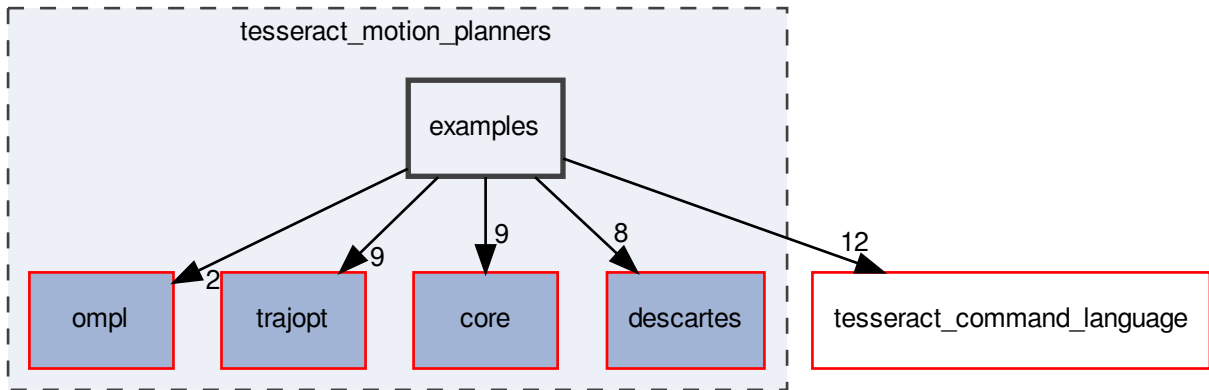 tesseract_motion_planners
examples
2
9
9
8
12
ompl
trajopt
core
descartes
tesseract_command_language